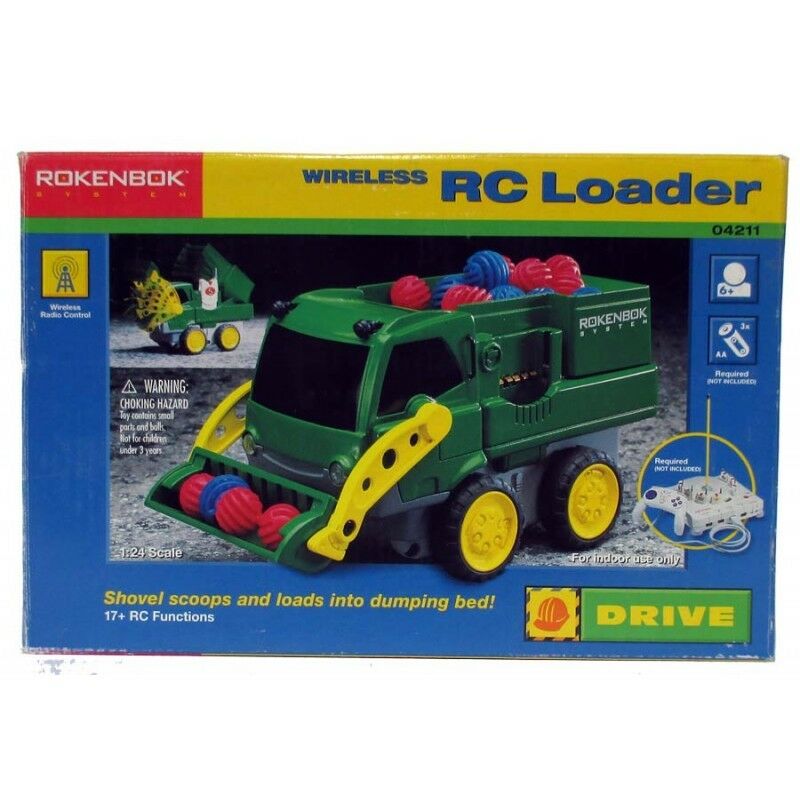 ROKENBOK™
SYSTEM
WIRELESS RC Loader
04211
Wireless
Radio Control
6+
3x
AA
Required
(NOT INCLUDED)
WARNING:
CHOKING HAZARD
Toy contains small
parts and balls.
Not for children
under 3 years.
ROKENBOK
SYSTEM
Required
(NOT INCLUDED)
1:24 Scale
For indoor use only
Shovel scoops and loads into dumping bed!
17+ RC Functions
DRIVE